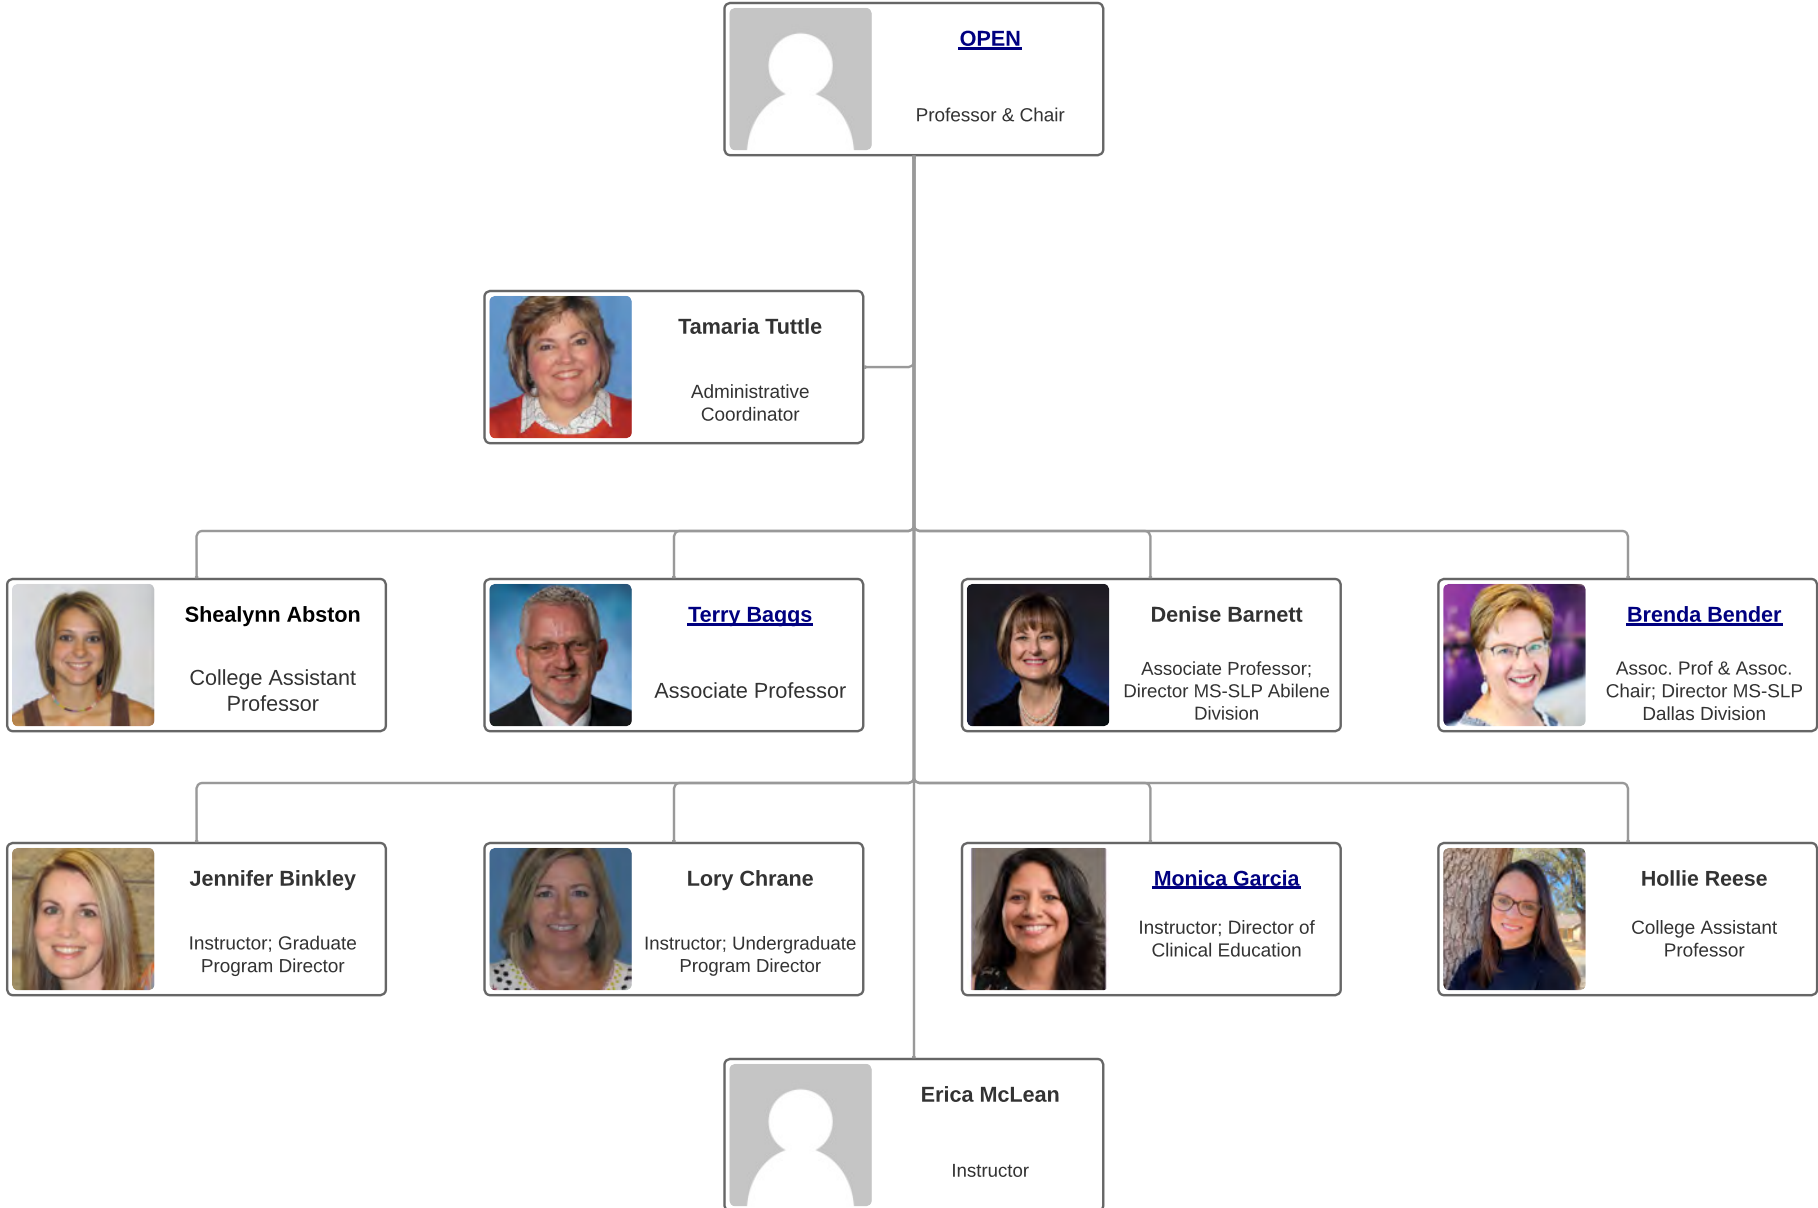 OPEN
Professor & Chair
Tamaria Tuttle
Administrative
Coordinator
Shealynn Abston
College Assistant
Professor
Terry Baggs
Associate Professor
Denise Barnett
Associate Professor;
Director MS-SLP Abilene
Division
Brenda Bender
Assoc. Prof & Assoc.
Chair; Director MS-SLP
Dallas Division
Jennifer Binkley
Instructor; Graduate
Program Director
Lory Chrane
Instructor; Undergraduate
Program Director
Monica Garcia
Instructor; Director of
Clinical Education
Hollie Reese
College Assistant
Professor
Erica McLean
Instructor